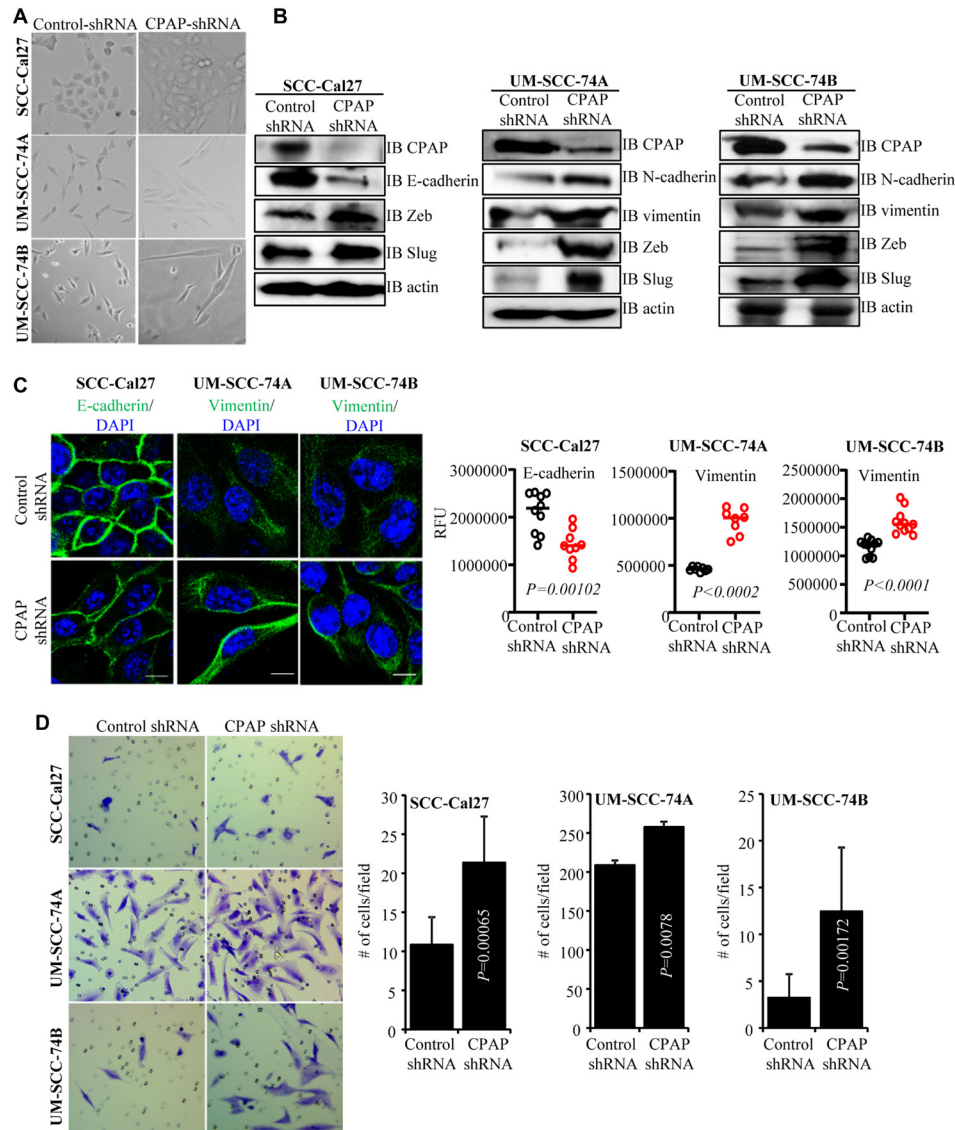 A
Control-shRNA CPAP-shRNA
SCC-Cal27
UM-SCC-74A
UM-SCC-74B
B
SCC-Cal27
Control shRNA
CPAP shRNA
IB CPAP
IB E-cadherin
IB Zeb
IB Slug
IB actin
UM-SCC-74A
Control shRNA
CPAP shRNA
IB CPAP
IB N-cadherin
IB vimentin
IB Zeb
IB Slug
IB actin
UM-SCC-74B
Control shRNA
CPAP shRNA
IB CPAP
IB N-cadherin
IB vimentin
IB Zeb
IB Slug
IB actin
C
SCC-Cal27
E-cadherin/
DAPI
UM-SCC-74A
Vimentin/
DAPI
UM-SCC-74B
Vimentin/
DAPI
Control
shRNA
CPAP
shRNA
SCC-Cal27
E-cadherin
RFU
3000000
2000000
1000000
0
P=0.00102
Control
shRNA
CPAP
shRNA
UM-SCC-74A
Vimentin
1500000
1000000
500000
0
P<0.0002
Control
shRNA
CPAP
shRNA
UM-SCC-74B
Vimentin
2500000
2000000
1500000
1000000
500000
0
P<0.0001
Control
shRNA
CPAP
shRNA
D
Control shRNA CPAP shRNA
SCC-Cal27
UM-SCC-74A
UM-SCC-74B
SCC-Cal27
# of cells/field
30
25
20
15
10
5
0
P=0.00065
Control
shRNA
CPAP
shRNA
UM-SCC-74A
# of cells/field
300
250
200
150
100
50
0
P=0.0078
Control
shRNA
CPAP
shRNA
UM-SCC-74B
# of cells/field
25
20
15
10
5
0
P=0.00172
Control
shRNA
CPAP
shRNA